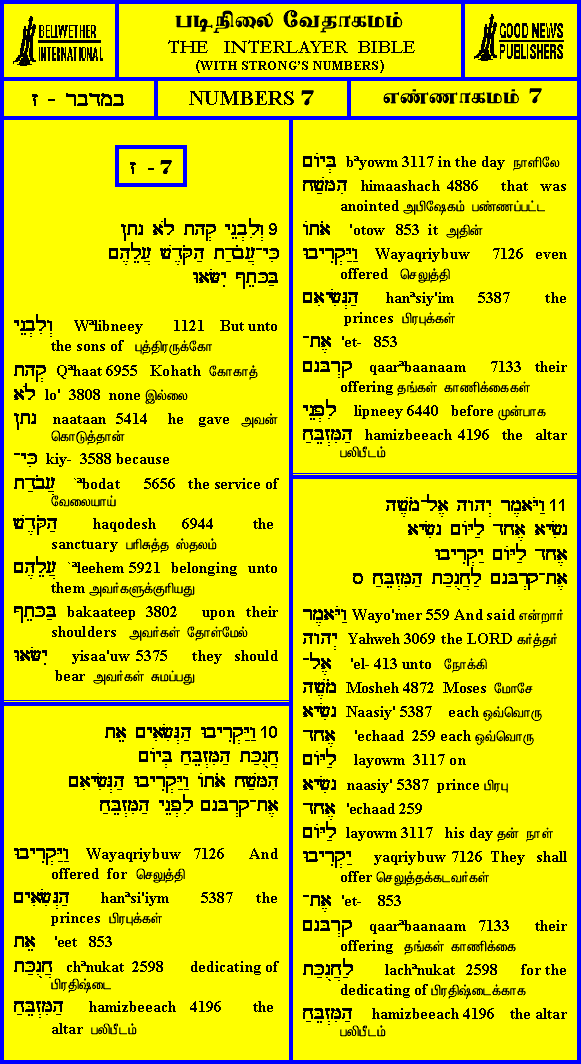 BELLWETHER
INTERNATIONAL
படிநிலை வேதாகமம்
THE INTERLAYER BIBLE
(WITH STRONG'S NUMBERS)
GOOD NEWS
PUBLISHERS
במדבר - ז
NUMBERS 7
எண்ணாகமம் 7
ז - 7
9 וְלִבְנֵי קְהָת לֹא נָתָן
כִּי־עֲבֹדַת הַקֹּדֶשׁ עֲלֵהֶם
בַּכָּתֵף יִשָּׂאוּ
וְלִבְנֵי Wªlibneey 1121 But unto
the sons of புத்திரருக்கோ
קְהָת Qªhaat 6955 Kohath கோகாத்
לֹא lo' 3808 none இல்லை
נָתָן naataan 5414 he gave அவன்
கொடுத்தான்
כִּי־ kiy- 3588 because
עֲבֹדַת `ªbodat 5656 the service of
வேலையாய்
הַקֹּדֶשׁ haqodesh 6944 the
sanctuary பரிசுத்த ஸ்தலம்
עֲלֵהֶם `ªleehem 5921 belonging unto
them அவர்களுக்குரியது
בַּכָּתֵף bakaateep 3802 upon their
shoulders அவர்கள் தோள்மேல்
יִשָּׂאוּ yisaa'uw 5375 they should
bear அவர்கள் சுமப்பது
10 וַיַּקְרִיבוּ הַנְּשִׂאִים אֵת
חֲנֻכַּת הַמִּזְבֵּחַ בְּיוֹם
הִמָּשַׁח אֹתוֹ וַיַּקְרִיבוּ הַנְּשִׂיאִם
אֶת־קָרְבָּנָם לִפְנֵי הַמִּזְבֵּחַ
וַיַּקְרִיבוּ Wayaqriybuw 7126 And
offered for செலுத்தி
הַנְּשִׂאִים hanªsi'iym 5387 the
princes பிரபுக்கள்
אֵת 'eet 853
חֲנֻכַּת chªnukat 2598 dedicating of
பிரதிஷ்டை
הַמִּזְבֵּחַ hamizbeeach 4196 the
altar பலிபீடம்
בְּיוֹם bªyowm 3117 in the day நாளிலே
הִמָּשַׁח himaashach 4886 that was
anointed அபிஷேகம் பண்ணப்பட்ட
אֹתוֹ 'otow 853 it அதின்
וַיַּקְרִיבוּ Wayaqriybuw 7126 even
offered செலுத்தி
הַנְּשִׂיאִם hanªsiy'im 5387 the
princes பிரபுக்கள்
אֶת־ 'et- 853
קָרְבָּנָם qaarªbaanaam 7133 their
offering தங்கள் காணிக்கைகள்
לִפְנֵי lipneey 6440 before முன்பாக
הַמִּזְבֵּחַ hamizbeeach 4196 the altar
பலிபீடம்
11 וַיֹּאמֶר יְהוָה אֶל־מֹשֶׁה
נָשִׂיא אֶחָד לַיּוֹם נָשִׂיא
אֶחָד לַיּוֹם יַקְרִיבוּ
אֶת־קָרְבָּנָם לַחֲנֻכַּת הַמִּזְבֵּחַ ס
וַיֹּאמֶר Wayo'mer 559 And said என்றார்
יְהוָה Yahweh 3069 the LORD கர்த்தர்
אֶל־ 'el- 413 unto நோக்கி
מֹשֶׁה Mosheh 4872 Moses மோசே
נָשִׂיא Naasiy' 5387 each ஒவ்வொரு
אֶחָד 'echaad 259 each ஒவ்வொரு
לַיּוֹם layowm 3117 on
נָשִׂיא naasiy' 5387 prince பிரபு
אֶחָד 'echaad 259
לַיּוֹם layowm 3117 his day தன் நாள்
יַקְרִיבוּ yaqriybuw 7126 They shall
offer செலுத்தக்கடவர்கள்
אֶת־ 'et- 853
קָרְבָּנָם qaarªbaanaam 7133 their
offering தங்கள் காணிக்கை
לַחֲנֻכַּת lachªnukat 2598 for the
dedicating of பிரதிஷ்டைக்காக
הַמִּזְבֵּחַ hamizbeeach 4196 the altar
பலிபீடம்